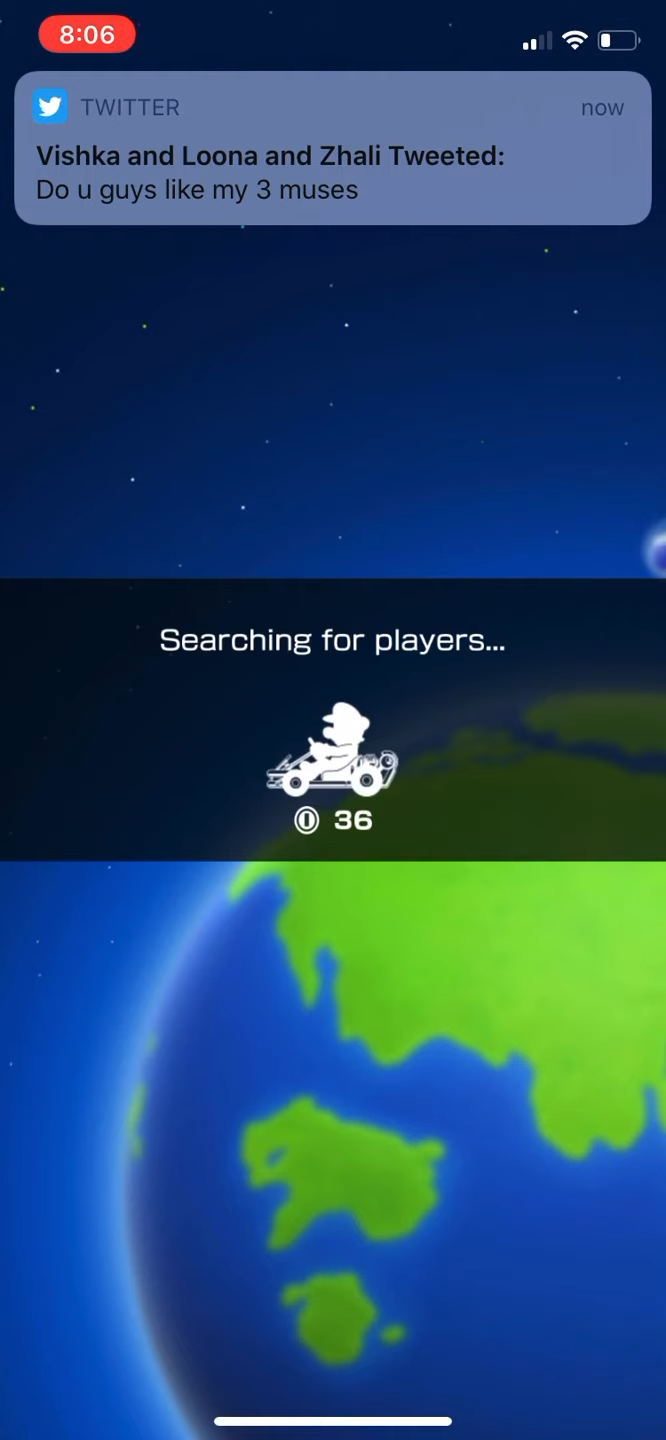 8:06
TWITTER
now
Vishka and Loona and Zhali Tweeted:
Do u guys like my 3 muses
Searching for players...
36